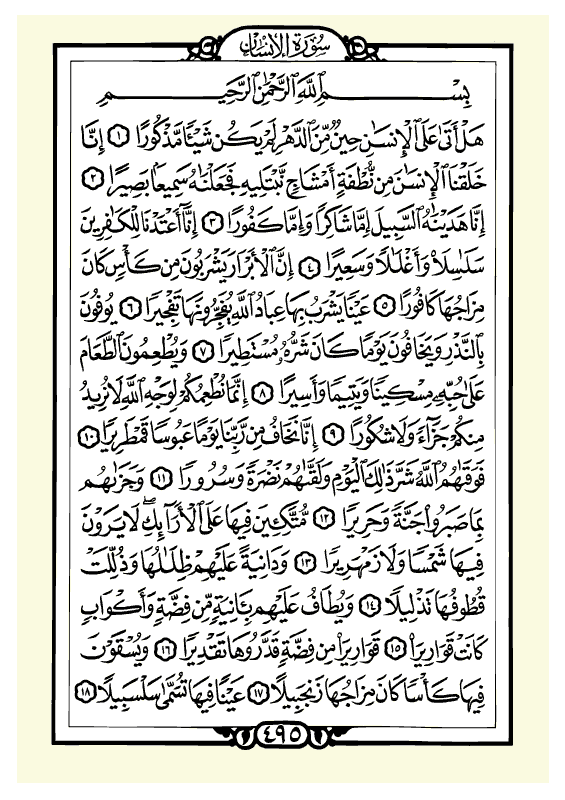 سُورَةُ الإِنسَانِ
بِسْمِ ٱللَّهِ ٱلرَّحْمَٰنِ ٱلرَّحِيمِ
هَلْ أَتَىٰ عَلَى ٱلْإِنسَٰنِ حِينٌ مِّنَ ٱلدَّهْرِ لَمْ يَكُن شَيْـًٔا مَّذْكُورًا ١ إِنَّا
خَلَقْنَا ٱلْإِنسَٰنَ مِن نُّطْفَةٍ أَمْشَاجٍ نَّبْتَلِيهِ فَجَعَلْنَٰهُ سَمِيعًۢا بَصِيرًا ٢
إِنَّا هَدَيْنَٰهُ ٱلسَّبِيلَ إِمَّا شَاكِرًا وَإِمَّا كَفُورًا ٣ إِنَّآ أَعْتَدْنَا لِلْكَٰفِرِينَ
سَلَٰسِلَا۟ وَأَغْلَٰلًا وَسَعِيرًا ٤ إِنَّ ٱلْأَبْرَارَ يَشْرَبُونَ مِن كَأْسٍ كَانَ
مِزَاجُهَا كَافُورًا ٥ عَيْنًا يَشْرَبُ بِهَا عِبَادُ ٱللَّهِ يُفَجِّرُونَهَا تَفْجِيرًا ٦ يُوفُونَ
بِٱلنَّذْرِ وَيَخَافُونَ يَوْمًا كَانَ شَرُّهُۥ مُسْتَطِيرًا ٧ وَيُطْعِمُونَ ٱلطَّعَامَ
عَلَىٰ حُبِّهِۦ مِسْكِينًا وَيَتِيمًا وَأَسِيرًا ٨ إِنَّمَا نُطْعِمُكُمْ لِوَجْهِ ٱللَّهِ لَا نُرِيدُ
مِنكُمْ جَزَآءً وَلَا شُكُورًا ٩ إِنَّا نَخَافُ مِن رَّبِّنَا يَوْمًا عَبُوسًا قَمْطَرِيرًا ١٠
فَوَقَىٰهُمُ ٱللَّهُ شَرَّ ذَٰلِكَ ٱلْيَوْمِ وَلَقَّىٰهُمْ نَضْرَةً وَسُرُورًا ١١ وَجَزَىٰهُم
بِمَا صَبَرُوا۟ جَنَّةً وَحَرِيرًا ١٢ مُّتَّكِـِٔينَ فِيهَا عَلَى ٱلْأَرَآئِكِ ۖ لَا يَرَوْنَ
فِيهَا شَمْسًا وَلَا زَمْهَرِيرًا ١٣ وَدَانِيَةً عَلَيْهِمْ ظِلَٰلُهَا وَذُلِّلَتْ
قُطُوفُهَا تَذْلِيلًا ١٤ وَيُطَافُ عَلَيْهِم بِـَٔانِيَةٍ مِّن فِضَّةٍ وَأَكْوَابٍ
كَانَتْ قَوَارِيرَا۠ ١٥ قَوَارِيرَا۟ مِن فِضَّةٍ قَدَّرُوهَا تَقْدِيرًا ١٦ وَيُسْقَوْنَ
فِيهَا كَأْسًا كَانَ مِزَاجُهَا زَنجَبِيلًا ١٧ عَيْنًا فِيهَا تُسَمَّىٰ سَلْسَبِيلًا ١٨
٤٩٥